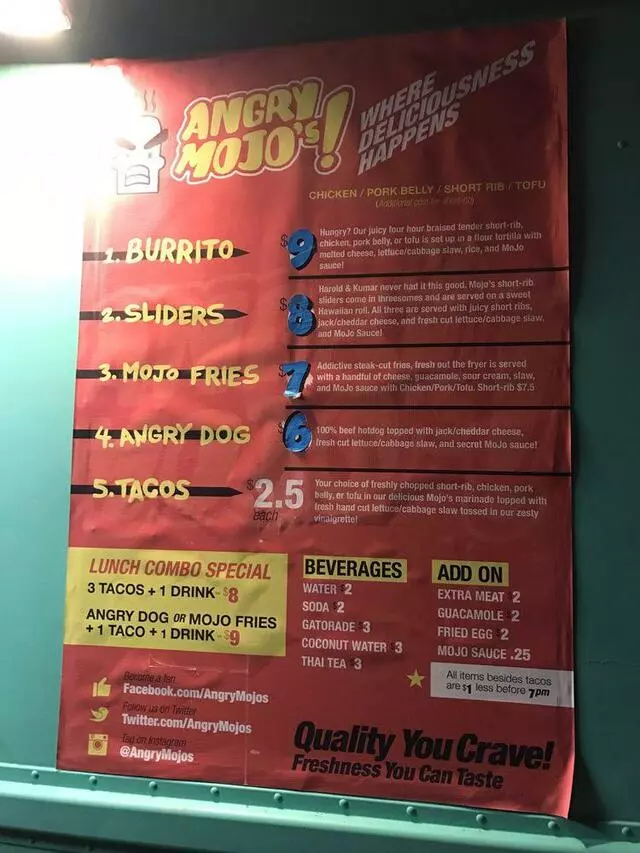 ANGRY
MOJO'S!
WHERE
DELICIOUSNESS
HAPPENS
CHICKEN / PORK BELLY / SHORT RIB / TOFU
1. BURRITO
$9
Hungry? Our juicy four hour braised tender short-rib,
chicken, pork belly, or tofu is set up in a flour tortilla with
melted cheese, lettuce/cabbage slaw, rice, and MoJo
sauce!
2. SLIDERS
$8
Harold & Kumar never had it this good. Mojo's short-rib
sliders come in threesomes and are served on a sweet
Hawaiian roll. All three are served with juicy short ribs,
jack/cheddar cheese, and fresh cut lettuce/cabbage slaw,
and MoJo Sauce!
3. MOJO FRIES
$7
Addictive steak-cut fries, fresh out the fryer is served
with a handful of cheese, guacamole, sour cream, slaw,
and MoJo sauce with Chicken/Pork/Tofu. Short-rib $7.5
4. ANGRY DOG
$6
100% beef hotdog topped with jack/cheddar cheese,
fresh cut lettuce/cabbage slaw, and secret MoJo sauce!
5. TACOS
$2.5
each
Your choice of freshly chopped short-rib, chicken, pork
belly, or tofu in our delicious Mojo's marinade topped with
fresh hand cut lettuce/cabbage slaw tossed in our zesty
vinaigrette!
LUNCH COMBO SPECIAL
3 TACOS + 1 DRINK- $8
ANGRY DOG OR MOJO FRIES
+ 1 TACO + 1 DRINK - $9
BEVERAGES
WATER $2
SODA $2
GATORADE $3
COCONUT WATER $3
THAI TEA $3
ADD ON
EXTRA MEAT $2
GUACAMOLE $2
FRIED EGG $2
MOJO SAUCE .25
All items besides tacos
are $1 less before 7pm
Become a fan
Facebook.com/AngryMojos
Follow us on Twitter
Twitter.com/AngryMojos
Tag on Instagram
@AngryMojos
Quality You Crave!
Freshness You Can Taste